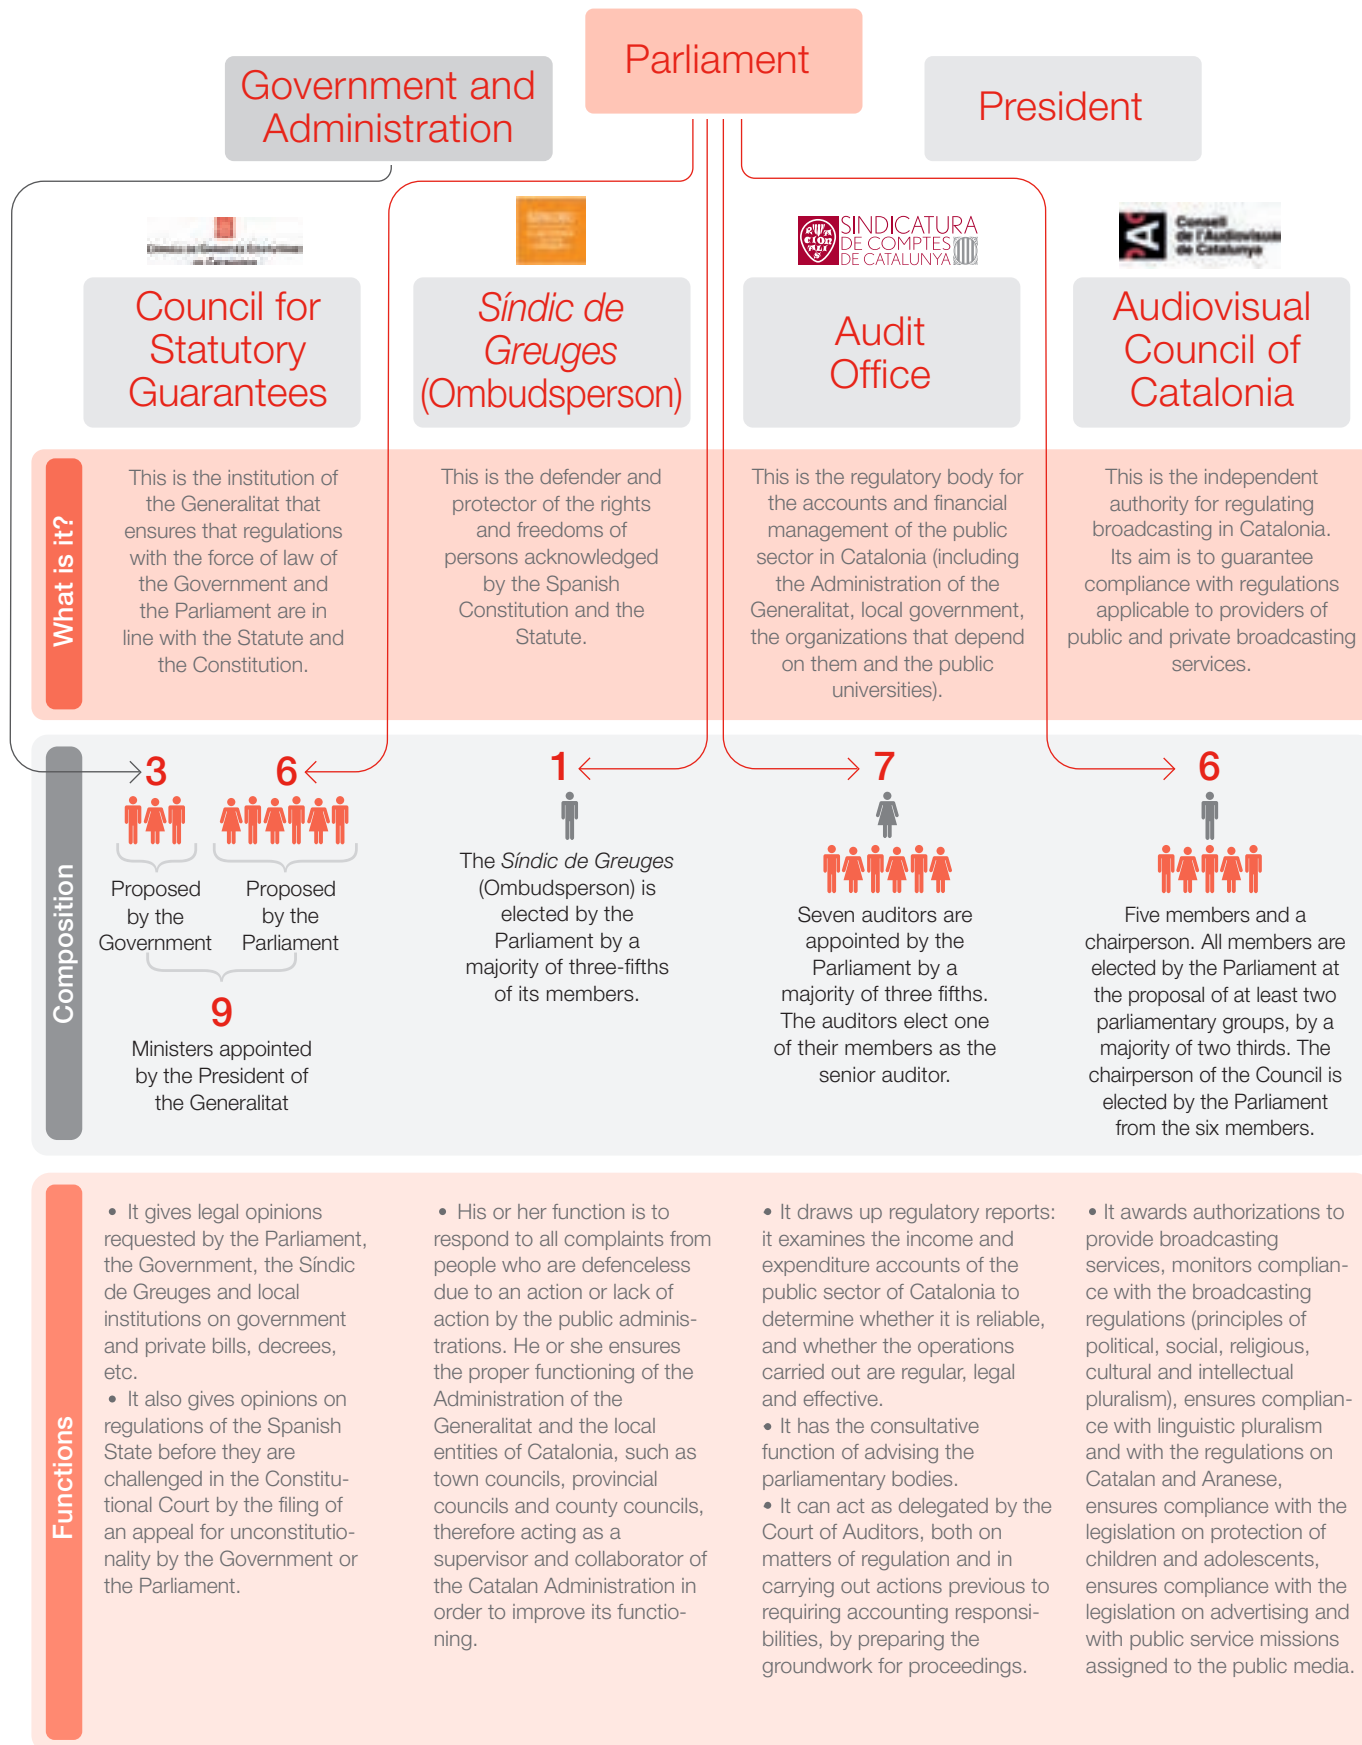 Parliament
Government and
Administration
President
SINDICATURA
DE COMPTES
DE CATALUNYA
Consell
de l'Audiovisual
de Catalunya
Council for
Statutory
Guarantees
Síndic de
Greuges
(Ombudsperson)
Audit
Office
Audiovisual
Council of
Catalonia
What is it?
This is the institution of
the Generalitat that
ensures that regulations
with the force of law of
the Government and
the Parliament are in
line with the Statute and
the Constitution.
This is the defender and
protector of the rights
and freedoms of
persons acknowledged
by the Spanish
Constitution and the
Statute.
This is the regulatory body for
the accounts and financial
management of the public
sector in Catalonia (including
the Administration of the
Generalitat, local government,
the organizations that depend
on them and the public
universities).
This is the independent
authority for regulating
broadcasting in Catalonia.
Its aim is to guarantee
compliance with regulations
applicable to providers of
public and private broadcasting
services.
Composition
3
6
Proposed
by the
Government
Proposed
by the
Parliament
9
Ministers appointed
by the President of
the Generalitat
1
The Síndic de Greuges
(Ombudsperson) is
elected by the
Parliament by a
majority of three-fifths
of its members.
7
Seven auditors are
appointed by the
Parliament by a
majority of three fifths.
The auditors elect one
of their members as the
senior auditor.
6
Five members and a
chairperson. All members are
elected by the Parliament at
the proposal of at least two
parliamentary groups, by a
majority of two thirds. The
chairperson of the Council is
elected by the Parliament
from the six members.
Functions
• It gives legal opinions
requested by the Parliament,
the Government, the Síndic
de Greuges and local
institutions on government
and private bills, decrees,
etc.
• It also gives opinions on
regulations of the Spanish
State before they are
challenged in the Constitu-
tional Court by the filing of
an appeal for unconstitutio-
nality by the Government or
the Parliament.
• His or her function is to
respond to all complaints from
people who are defenceless
due to an action or lack of
action by the public adminis-
trations. He or she ensures
the proper functioning of the
Administration of the
Generalitat and the local
entities of Catalonia, such as
town councils, provincial
councils and county councils,
therefore acting as a
supervisor and collaborator of
the Catalan Administration in
order to improve its functio-
ning.
• It draws up regulatory reports:
it examines the income and
expenditure accounts of the
public sector of Catalonia to
determine whether it is reliable,
and whether the operations
carried out are regular, legal
and effective.
• It has the consultative
function of advising the
parliamentary bodies.
• It can act as delegated by the
Court of Auditors, both on
matters of regulation and in
carrying out actions previous to
requiring accounting responsi-
bilities, by preparing the
groundwork for proceedings.
• It awards authorizations to
provide broadcasting
services, monitors complian-
ce with the broadcasting
regulations (principles of
political, social, religious,
cultural and intellectual
pluralism), ensures complian-
ce with linguistic pluralism
and with the regulations on
Catalan and Aranese,
ensures compliance with the
legislation on protection of
children and adolescents,
ensures compliance with the
legislation on advertising and
with public service missions
assigned to the public media.